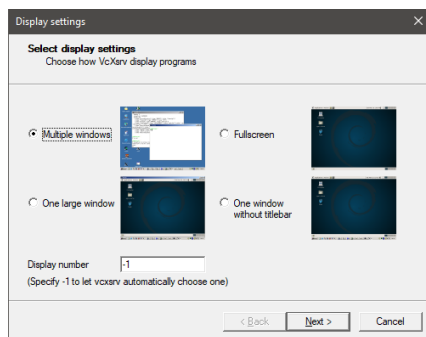 Display settings
Select display settings
Choose how VcXsrv display programs
Multiple windows
Fullscreen
One large window
One window
without titlebar
Display number
-1
(Specify -1 to let vcxsrv automatically choose one)
< Back
Next >
Cancel